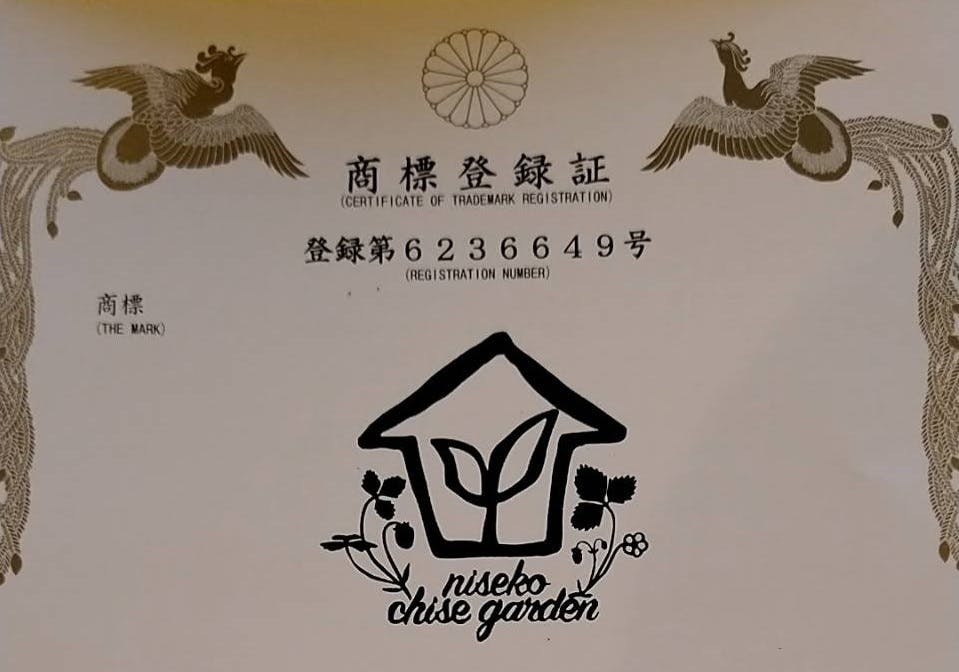 商標登録証
(CERTIFICATE OF TRADEMARK REGISTRATION)
登録第6236649号
(REGISTRATION NUMBER)
商標
(THE MARK)
niseko
chise garden